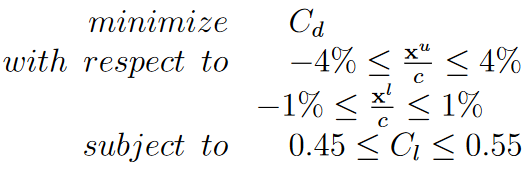 minimize C_d
with respect to −4% ≤ x^u/c ≤ 4%
−1% ≤ x^l/c ≤ 1%
subject to 0.45 ≤ C_l ≤ 0.55